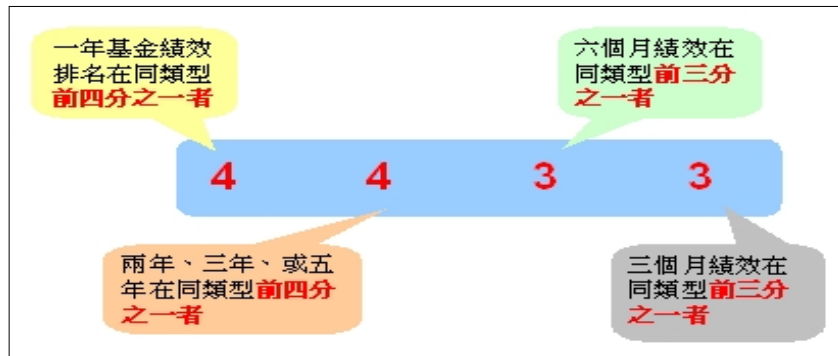 一年基金績效
排名在同類型
前四分之一者
六個月績效在
同類型前三分
之一者
4 4 3 3
兩年、三年、或五
年在同類型前四分
之一者
三個月績效在
同類型前三分
之一者